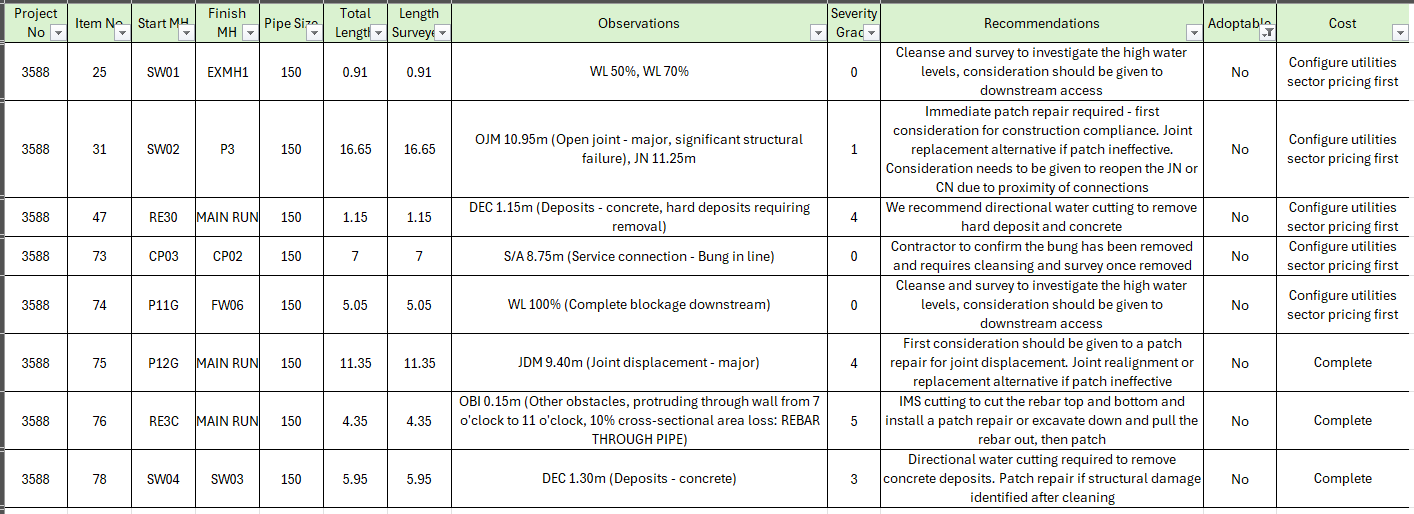 Project No Item No Start MH Finish MH Pipe Size Total Length Length Surveye Observations Severity Grad Recommendations Adoptable Cost
3588 25 SW01 EXMH1 150 0.91 0.91 WL 50%, WL 70% 0 Cleanse and survey to investigate the high water
levels, consideration should be given to
downstream access No Configure utilities
sector pricing first
3588 31 SW02 P3 150 16.65 16.65 OJM 10.95m (Open joint - major, significant structural
failure), JN 11.25m 1 Immediate patch repair required - first
consideration for construction compliance. Joint
replacement alternative if patch ineffective.
Consideration needs to be given to reopen the JN or
CN due to proximity of connections No Configure utilities
sector pricing first
3588 47 RE30 MAIN RUN 150 1.15 1.15 DEC 1.15m (Deposits - concrete, hard deposits requiring
removal) 4 We recommend directional water cutting to remove
hard deposit and concrete No Configure utilities
sector pricing first
3588 73 CP03 CP02 150 7 7 S/A 8.75m (Service connection - Bung in line) 0 Contractor to confirm the bung has been removed
and requires cleansing and survey once removed No Configure utilities
sector pricing first
3588 74 P11G FW06 150 5.05 5.05 WL 100% (Complete blockage downstream) 0 Cleanse and survey to investigate the high water
levels, consideration should be given to
downstream access No Configure utilities
sector pricing first
3588 75 P12G MAIN RUN 150 11.35 11.35 JDM 9.40m (Joint displacement - major) 4 First consideration should be given to a patch
repair for joint displacement. Joint realignment or
replacement alternative if patch ineffective No Complete
3588 76 RE3C MAIN RUN 150 4.35 4.35 OBI 0.15m (Other obstacles, protruding through wall from 7
o'clock to 11 o'clock, 10% cross-sectional area loss: REBAR
THROUGH PIPE) 5 IMS cutting to cut the rebar top and bottom and
install a patch repair or excavate down and pull the
rebar out, then patch No Complete
3588 78 SW04 SW03 150 5.95 5.95 DEC 1.30m (Deposits - concrete) 3 Directional water cutting required to remove
concrete deposits. Patch repair if structural damage
identified after cleaning No Complete